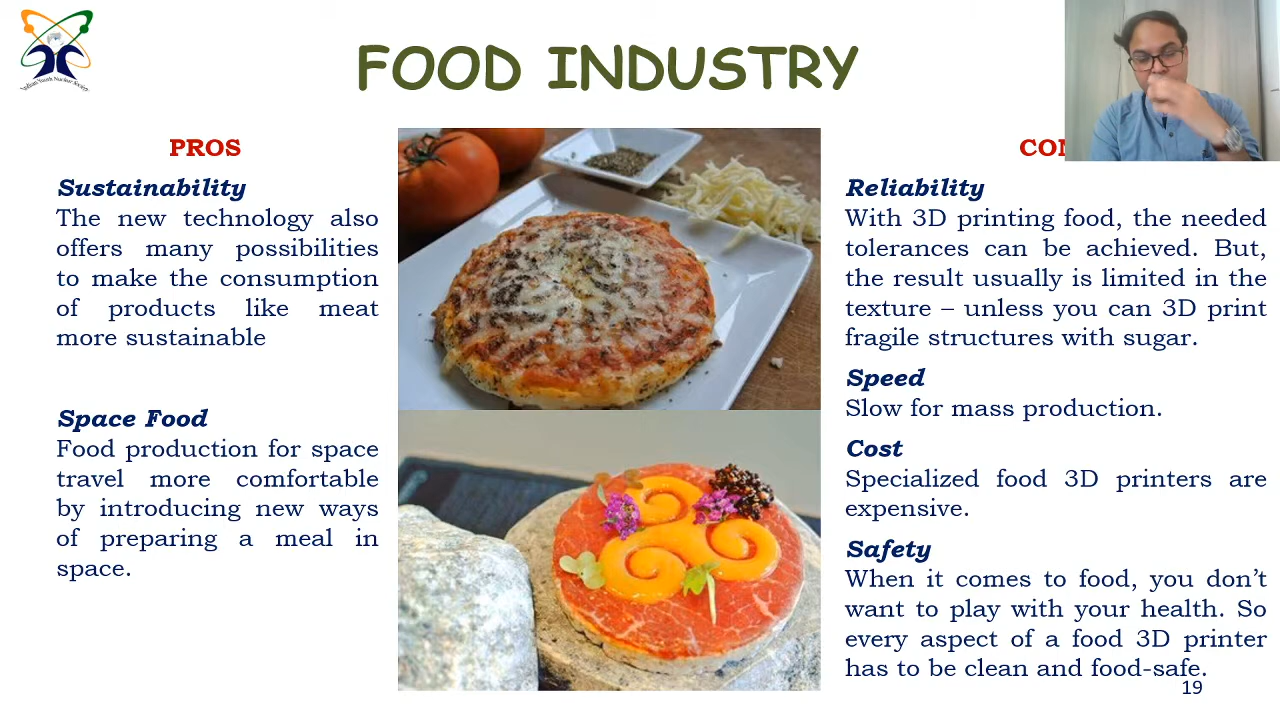 Indian Youth Nuclear Society
FOOD INDUSTRY
PROS
Sustainability
The new technology also
offers many possibilities
to make the consumption
of products like meat
more sustainable
Space Food
Food production for space
travel more comfortable
by introducing new ways
of preparing a meal in
space.
Reliability
With 3D printing food, the needed
tolerances can be achieved. But,
the result usually is limited in the
texture – unless you can 3D print
fragile structures with sugar.
Speed
Slow for mass production.
Cost
Specialized food 3D printers are
expensive.
Safety
When it comes to food, you don’t
want to play with your health. So
every aspect of a food 3D printer
has to be clean and food-safe.
19